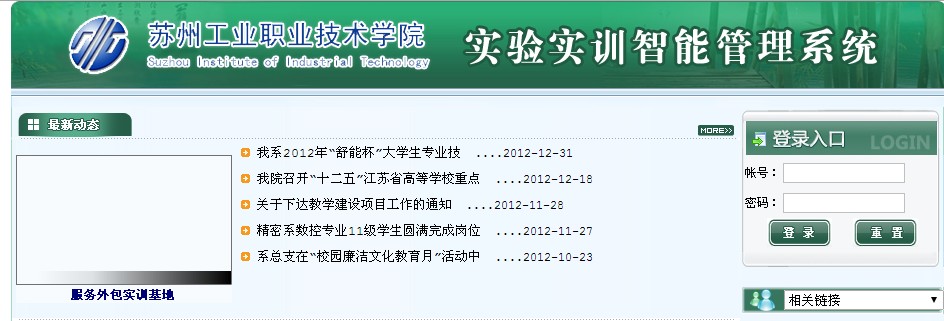 苏州工业职业技术学院
Suzhou Institute of Industrial Technology
实验实训智能管理系统
最新动态
MORE>>
我系2012年“舒能杯”大学生专业技 ....2012-12-31
我院召开“十二五”江苏省高等学校重点 ....2012-12-18
关于下达教学建设项目工作的通知 ....2012-11-28
精密系数控专业11级学生圆满完成岗位 ....2012-11-27
系总支在“校园廉洁文化教育月”活动中 ....2012-10-23
服务外包实训基地
登录入口
LOGIN
帐号：
密码：
登 录
重 置
相关链接